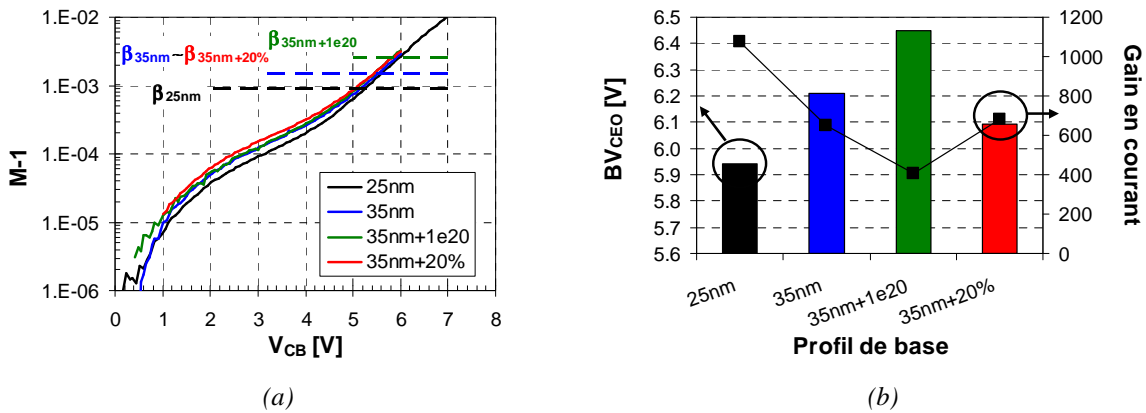 1.E-02
1.E-03
1.E-04
1.E-05
1.E-06
M-1
β35nm~β35nm+20%
β35nm+1e20
β25nm
25nm
35nm
35nm+1e20
35nm+20%
0 1 2 3 4 5 6 7 8
VCB [V]
(a)
6.5
6.4
6.3
6.2
6.1
6.0
5.9
5.8
5.7
5.6
BVCEO [V]
1200
1000
800
600
400
200
0
Gain en courant
25nm
35nm
35nm+1e20
35nm+20%
Profil de base
(b)